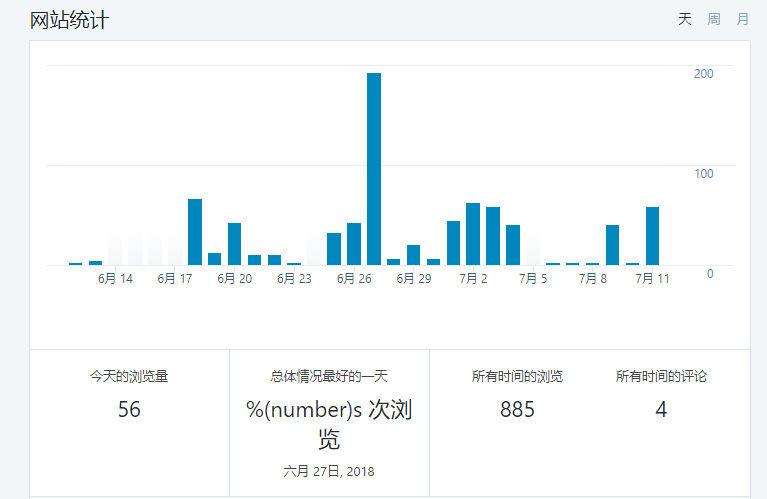 网站统计
天 周 月
200
100
0
6月 14 6月 17 6月 20 6月 23 6月 26 6月 29 7月 2 7月 5 7月 8 7月 11
今天的浏览量
56
总体情况最好的一天
%(number)s 次浏
览
六月 27日, 2018
所有时间的浏览
885
所有时间的评论
4